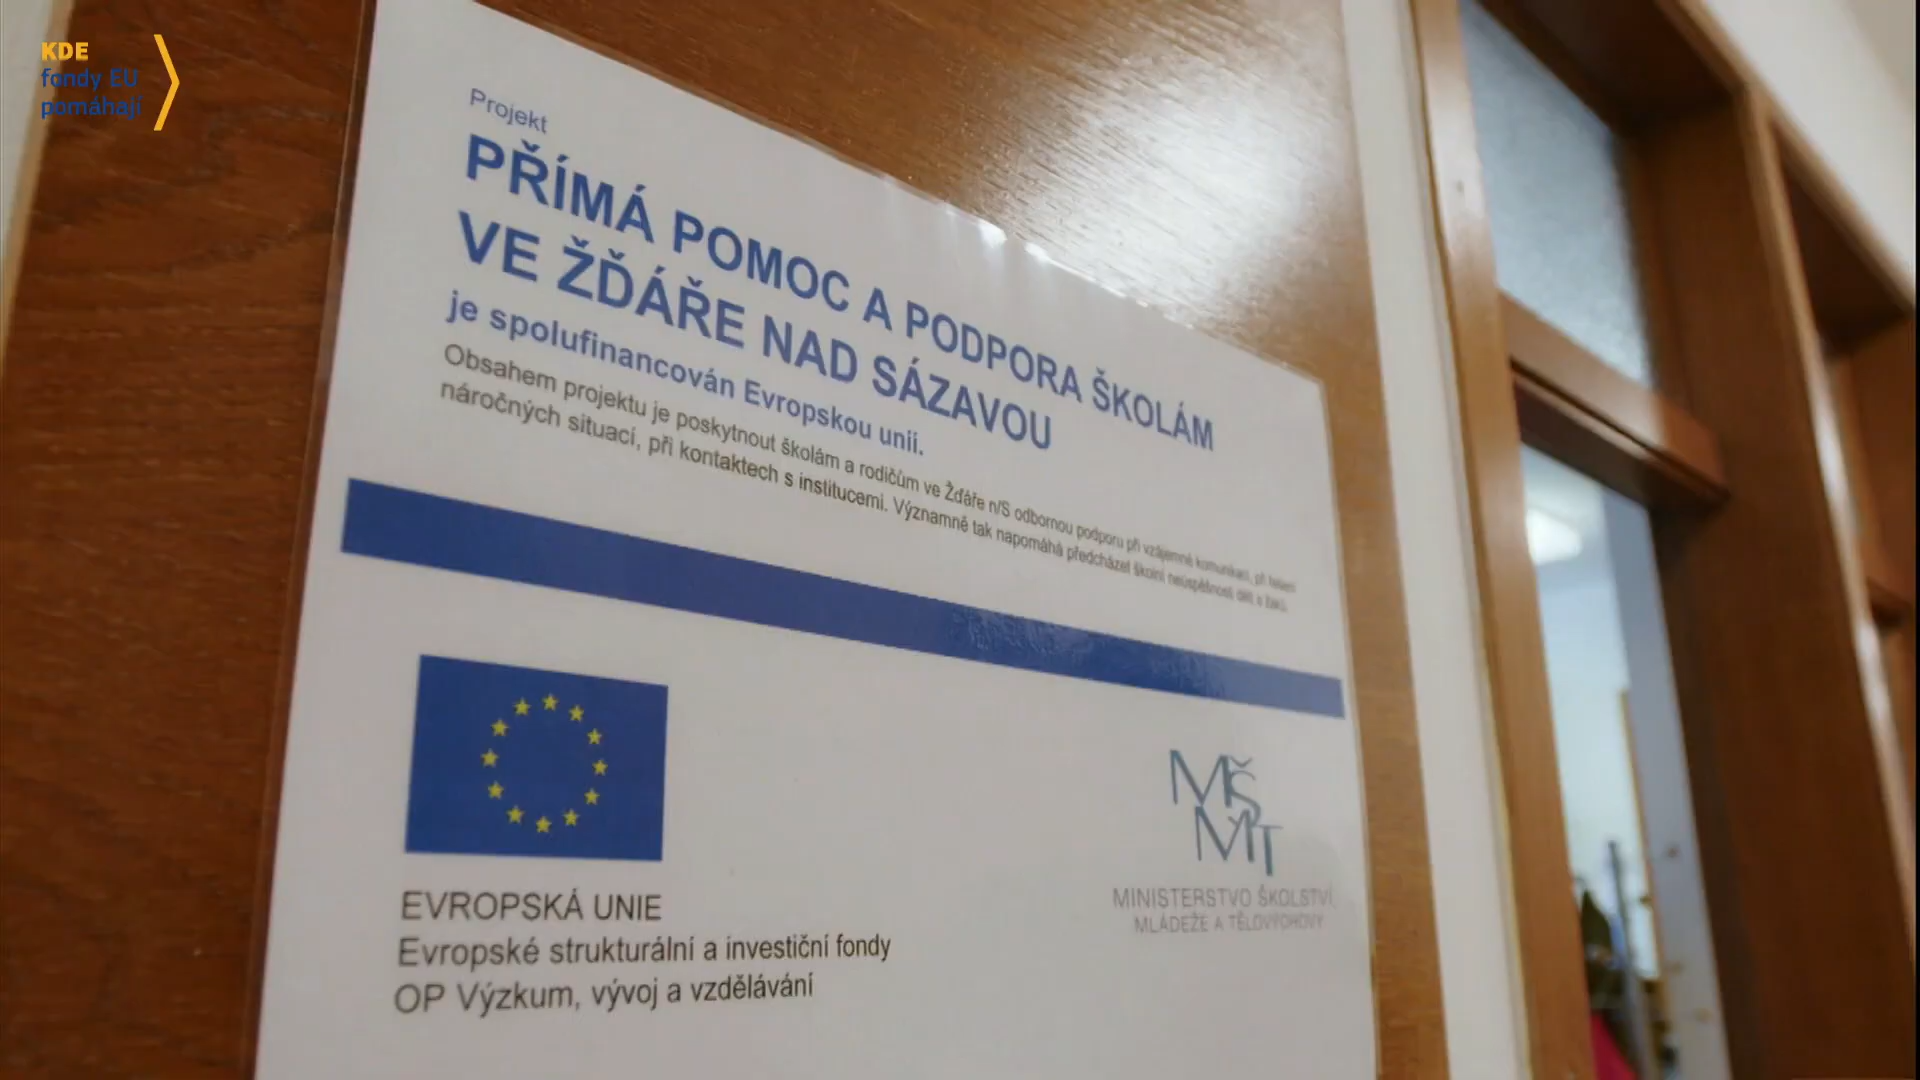 KDE
fondy EU
pomáhají
Projekt
PŘÍMÁ POMOC A PODPORA ŠKOLÁM
VE ŽĎÁŘE NAD SÁZAVOU
je spolufinancován Evropskou unií.
Obsahem projektu je poskytnout školám a rodičům ve Žďáře n/S odbornou podporu při vzájemné komunikaci, při řešení
náročných situací, při kontaktech s institucemi. Významně tak napomáhá předcházet školní neúspěšnosti dětí a žáků.
EVROPSKÁ UNIE
Evropské strukturální a investiční fondy
OP Výzkum, vývoj a vzdělávání
MŠ
MT
MINISTERSTVO ŠKOLSTVÍ
MLÁDEŽE A TĚLOVÝCHOVY